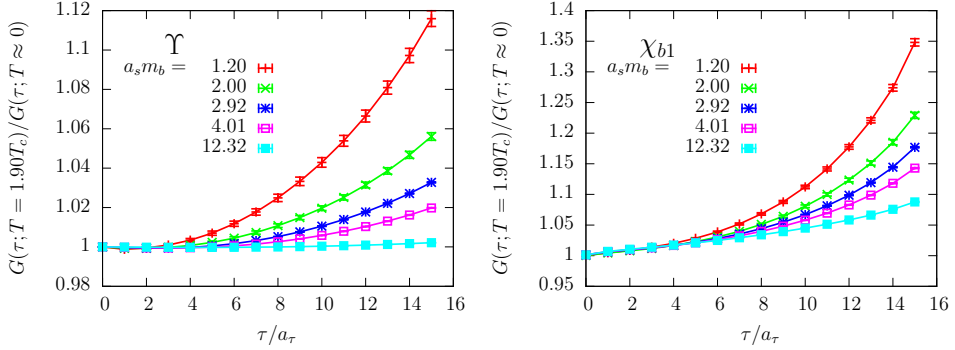 G(τ; T = 1.90T_c)/G(τ; T ≈ 0)
1.12
1.1
1.08
1.06
1.04
1.02
1
0.98
Υ
a_s m_b =
1.20
2.00
2.92
4.01
12.32
0 2 4 6 8 10 12 14 16
τ/a_τ
G(τ; T = 1.90T_c)/G(τ; T ≈ 0)
1.4
1.35
1.3
1.25
1.2
1.15
1.1
1.05
1
0.95
χ_{b1}
a_s m_b =
1.20
2.00
2.92
4.01
12.32
0 2 4 6 8 10 12 14 16
τ/a_τ